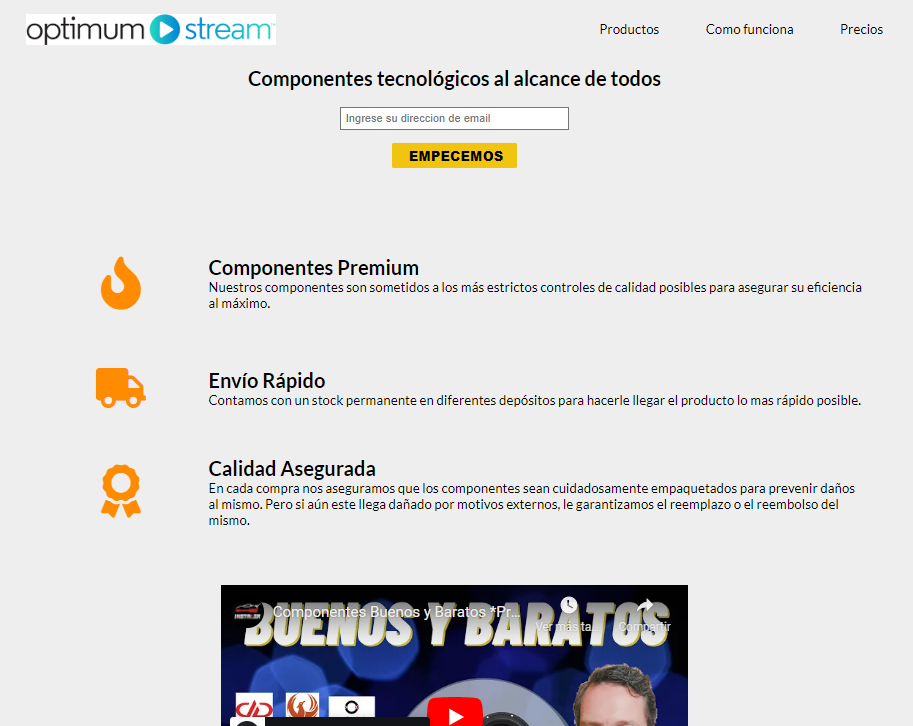 optimum stream
Productos
Como funciona
Precios
Componentes tecnológicos al alcance de todos
Ingrese su direccion de email
EMPECEMOS
Componentes Premium
Nuestros componentes son sometidos a los más estrictos controles de calidad posibles para asegurar su eficiencia
al máximo.
Envío Rápido
Contamos con un stock permanente en diferentes depósitos para hacerle llegar el producto lo mas rápido posible.
Calidad Asegurada
En cada compra nos aseguramos que los componentes sean cuidadosamente empaquetados para prevenir daños
al mismo. Pero si aún este llega dañado por motivos externos, le garantizamos el reemplazo o el reembolso del
mismo.
Componentes Buenos y Baratos *Pr...
BUENOS Y BARATOS
Ver más ta...
Compartir